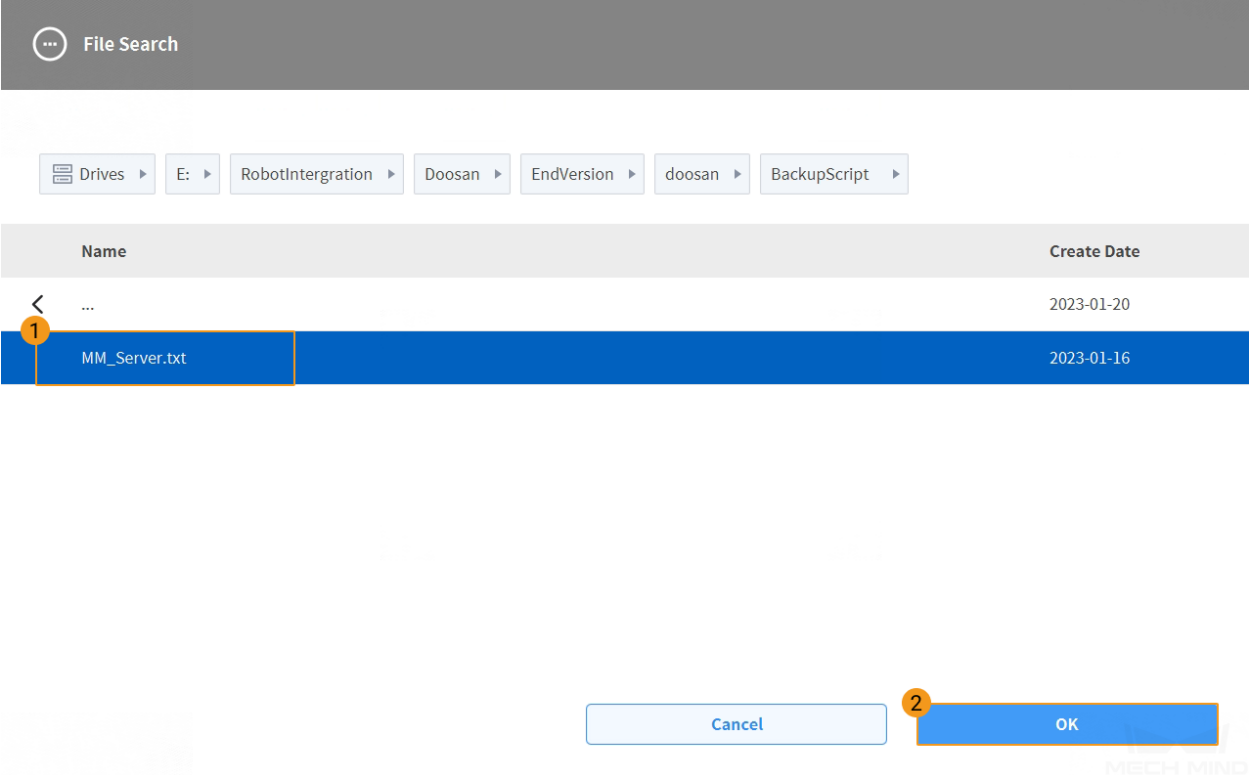 File Search
Drives E: RobotIntergration Doosan EndVersion doosan BackupScript
Name Create Date
... 2023-01-20
1
MM_Server.txt 2023-01-16
2
Cancel OK
MECH MIND